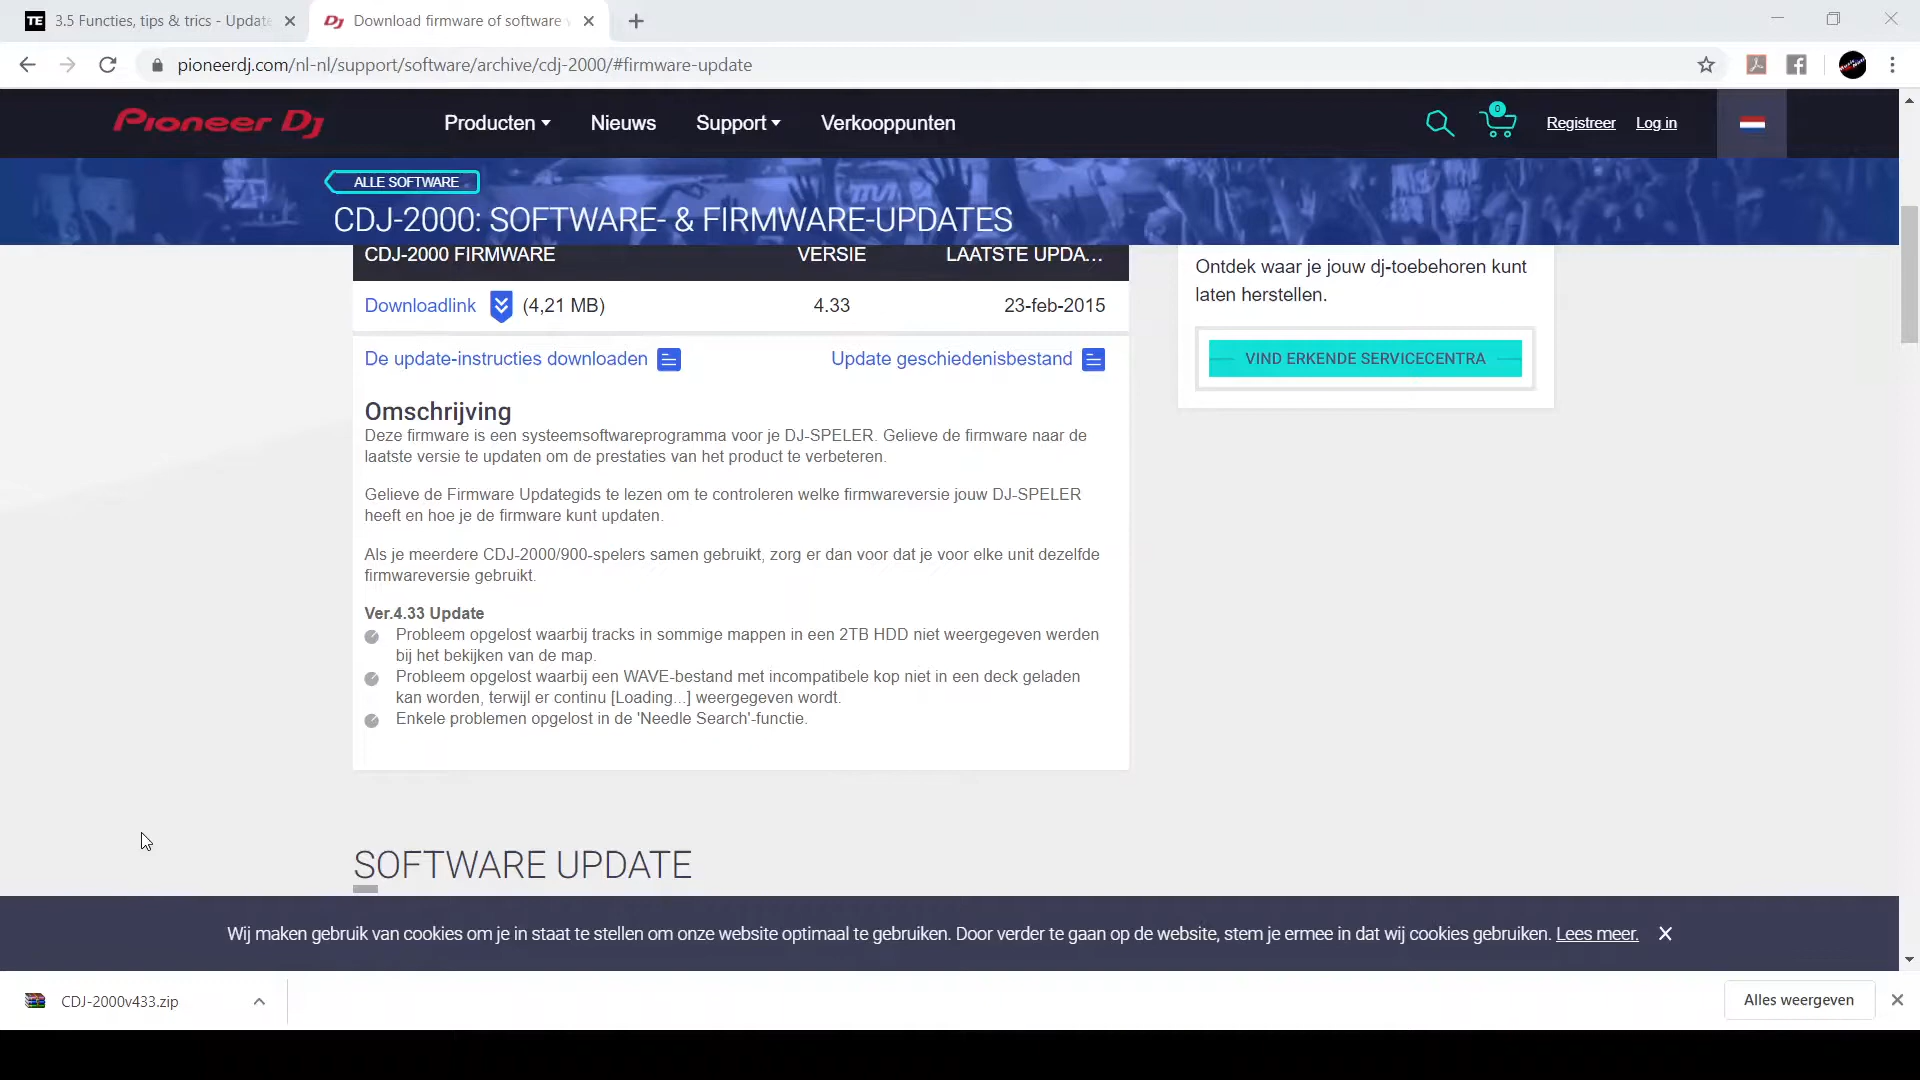 TE 3.5 Functies, tips & trics - Update
Dj Download firmware of software
pioneerdj.com/nl-nl/support/software/archive/cdj-2000/#firmware-update
Pioneer Dj
Producten
Nieuws
Support
Verkooppunten
0
Registreer
Log in
ALLE SOFTWARE
CDJ-2000: SOFTWARE- & FIRMWARE-UPDATES
CDJ-2000 FIRMWARE VERSIE LAATSTE UPDA...
Downloadlink (4,21 MB) 4.33 23-feb-2015
De update-instructies downloaden Update geschiedenisbestand
Omschrijving
Deze firmware is een systeemsoftwareprogramma voor je DJ-SPELER. Gelieve de firmware naar de
laatste versie te updaten om de prestaties van het product te verbeteren.
Gelieve de Firmware Updategids te lezen om te controleren welke firmwareversie jouw DJ-SPELER
heeft en hoe je de firmware kunt updaten.
Als je meerdere CDJ-2000/900-spelers samen gebruikt, zorg er dan voor dat je voor elke unit dezelfde
firmwareversie gebruikt.
Ver.4.33 Update
Probleem opgelost waarbij tracks in sommige mappen in een 2TB HDD niet weergegeven werden
bij het bekijken van de map.
Probleem opgelost waarbij een WAVE-bestand met incompatibele kop niet in een deck geladen
kan worden, terwijl er continu [Loading...] weergegeven wordt.
Enkele problemen opgelost in de 'Needle Search'-functie.
Ontdek waar je jouw dj-toebehoren kunt
laten herstellen.
VIND ERKENDE SERVICECENTRA
SOFTWARE UPDATE
Wij maken gebruik van cookies om je in staat te stellen om onze website optimaal te gebruiken. Door verder te gaan op de website, stem je ermee in dat wij cookies gebruiken. Lees meer.
CDJ-2000v433.zip
Alles weergeven